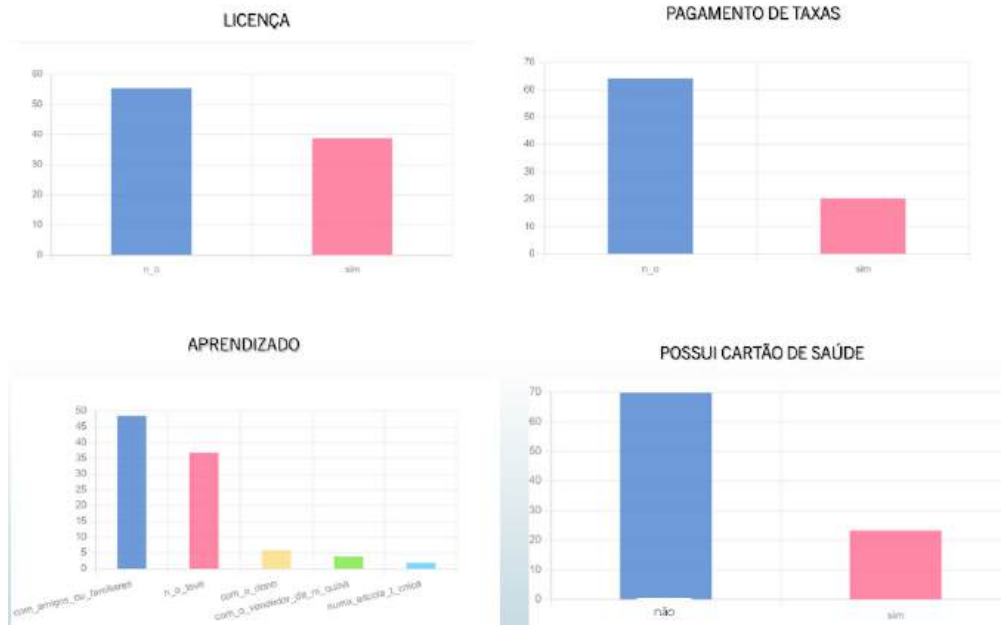 LICENÇA
60
50
40
30
20
10
0
n_o
sim
PAGAMENTO DE TAXAS
70
60
50
40
30
20
10
0
n_o
sim
APRENDIZADO
50
45
40
35
30
25
20
15
10
5
0
com_amigos_ou_familiares
n_o_teve
com_o_dono
com_o_vendedor_da_m_quina
numa_escola_t_cnica
POSSUI CARTÃO DE SAÚDE
70
60
50
40
30
20
10
0
não
sim